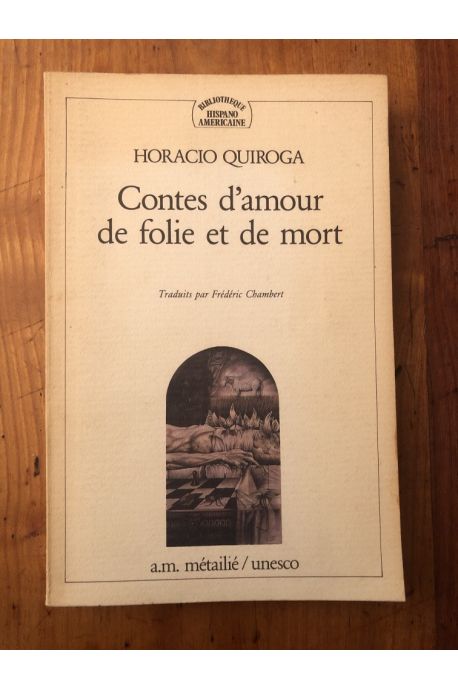 BIBLIOTHEQUE
HISPANO
AMERICAINE
HORACIO QUIROGA
Contes d'amour
de folie et de mort
Traduits par Frédéric Chambert
a.m. métailié / unesco